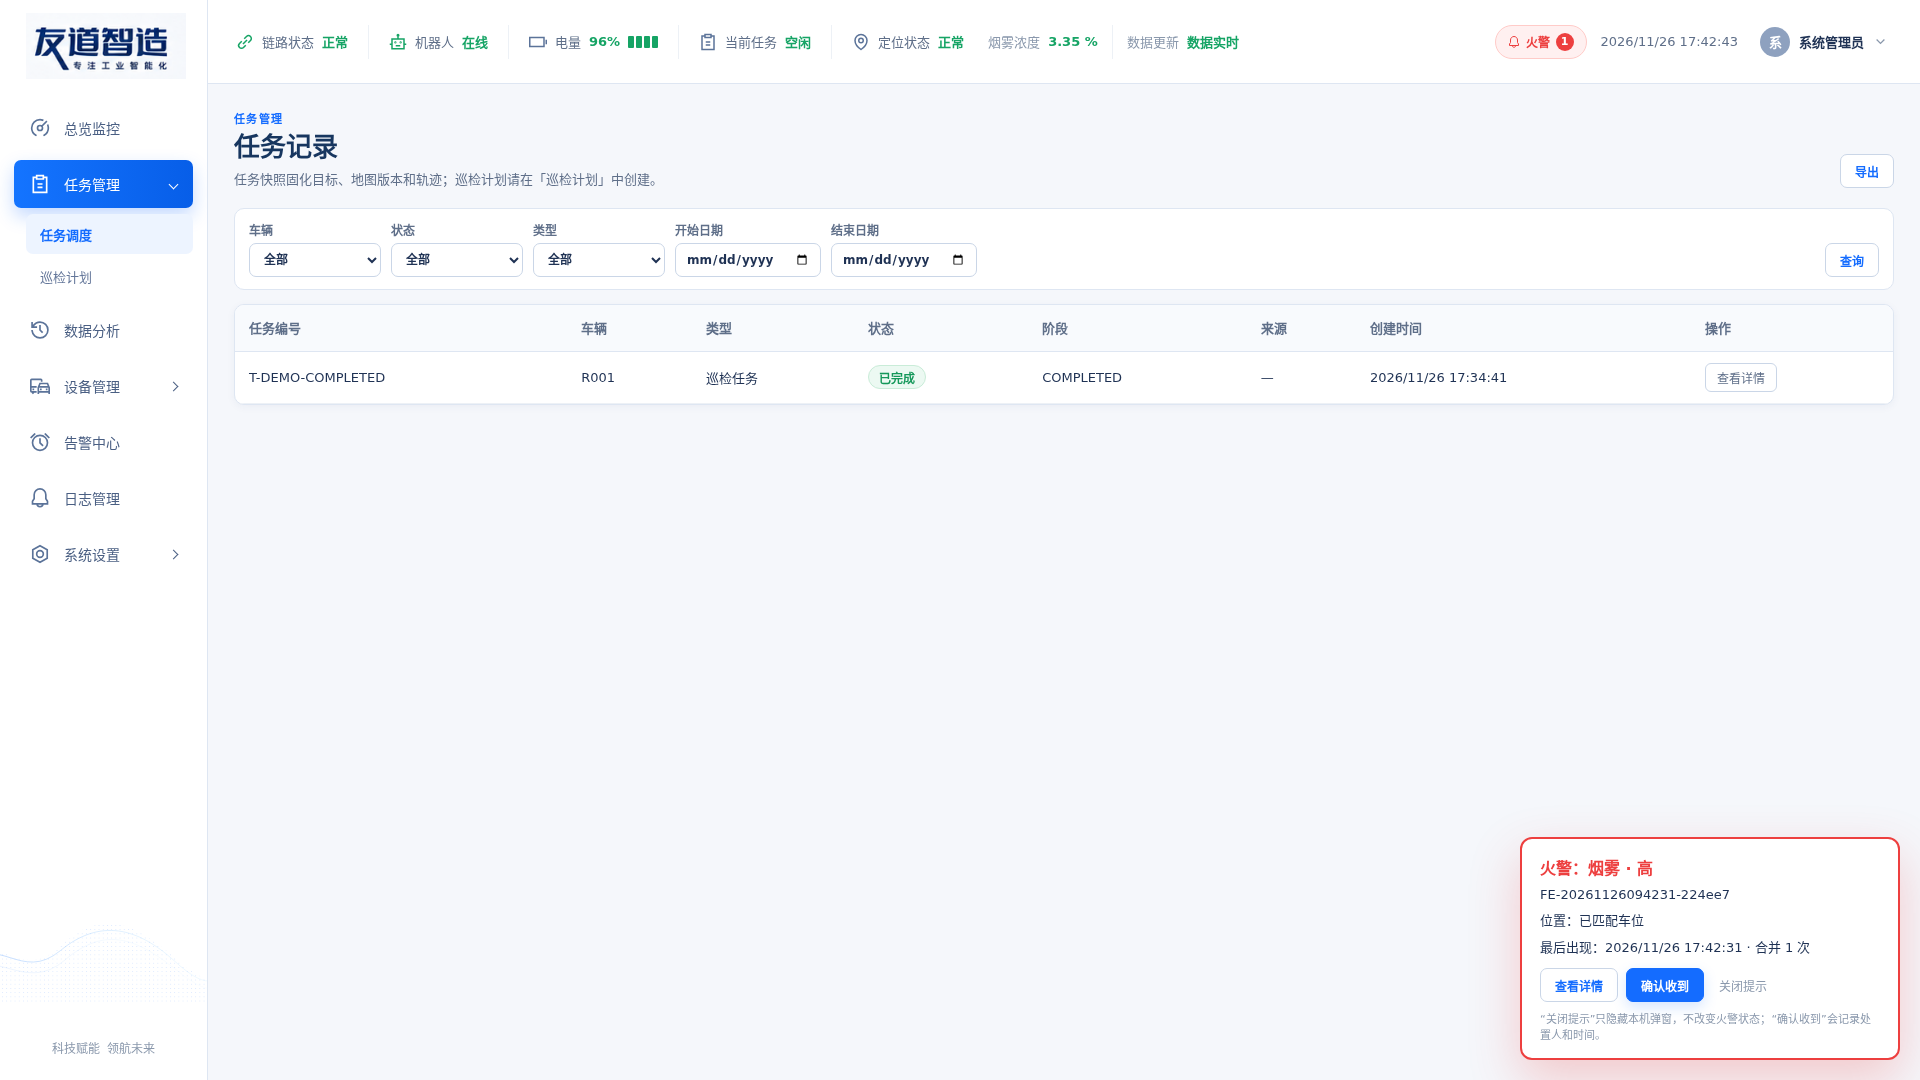 友道智造
专注工业智能化
链路状态 正常
机器人 在线
电量 96%
当前任务 空闲
定位状态 正常
烟雾浓度 3.35 %
数据更新 数据实时
火警 1
2026/11/26 17:42:43
系 系统管理员
总览监控
任务管理
任务调度
巡检计划
数据分析
设备管理
告警中心
日志管理
系统设置
科技赋能 领航未来
任务管理
任务记录
任务快照固化目标、地图版本和轨迹；巡检计划请在「巡检计划」中创建。
导出
车辆 状态 类型 开始日期 结束日期
全部 全部 全部 mm/dd/yyyy mm/dd/yyyy 查询
任务编号 车辆 类型 状态 阶段 来源 创建时间 操作
T-DEMO-COMPLETED R001 巡检任务 已完成 COMPLETED — 2026/11/26 17:34:41 查看详情
火警：烟雾 · 高
FE-20261126094231-224ee7
位置：已匹配车位
最后出现：2026/11/26 17:42:31 · 合并 1 次
查看详情 确认收到 关闭提示
“关闭提示”只隐藏本机弹窗，不改变火警状态；“确认收到”会记录处
置人和时间。